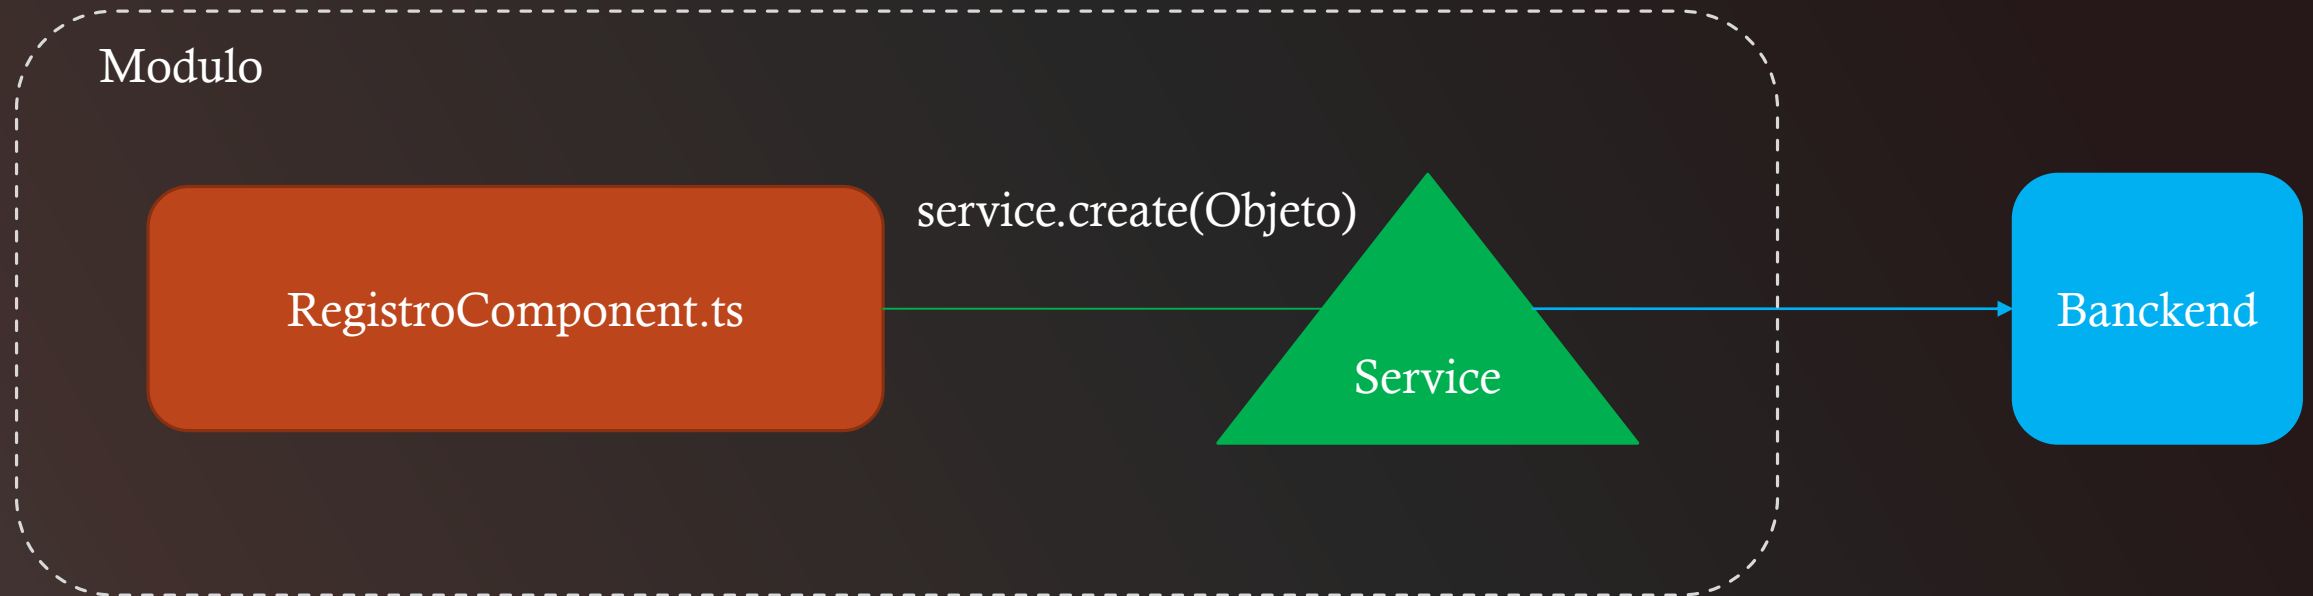 Modulo
service.create(Objeto)
RegistroComponent.ts
Service
Banckend